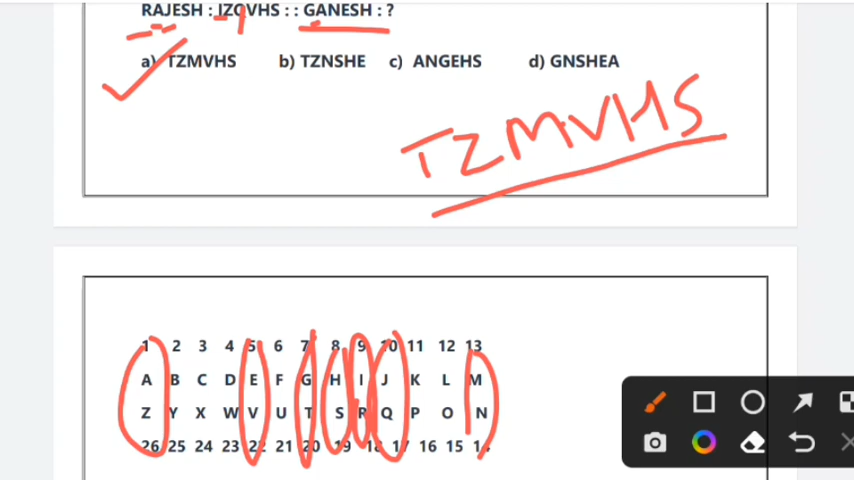 RAJESH : IZQVHS : : GANESH : ?
a) TZMVHS b) TZNSHE c) ANGEHS d) GNSHEA
TZMVHS
1 2 3 4 5 6 7 8 9 10 11 12 13
A B C D E F G H I J K L M
Z Y X W V U T S R Q P O N
26 25 24 23 22 21 20 19 18 17 16 15 14